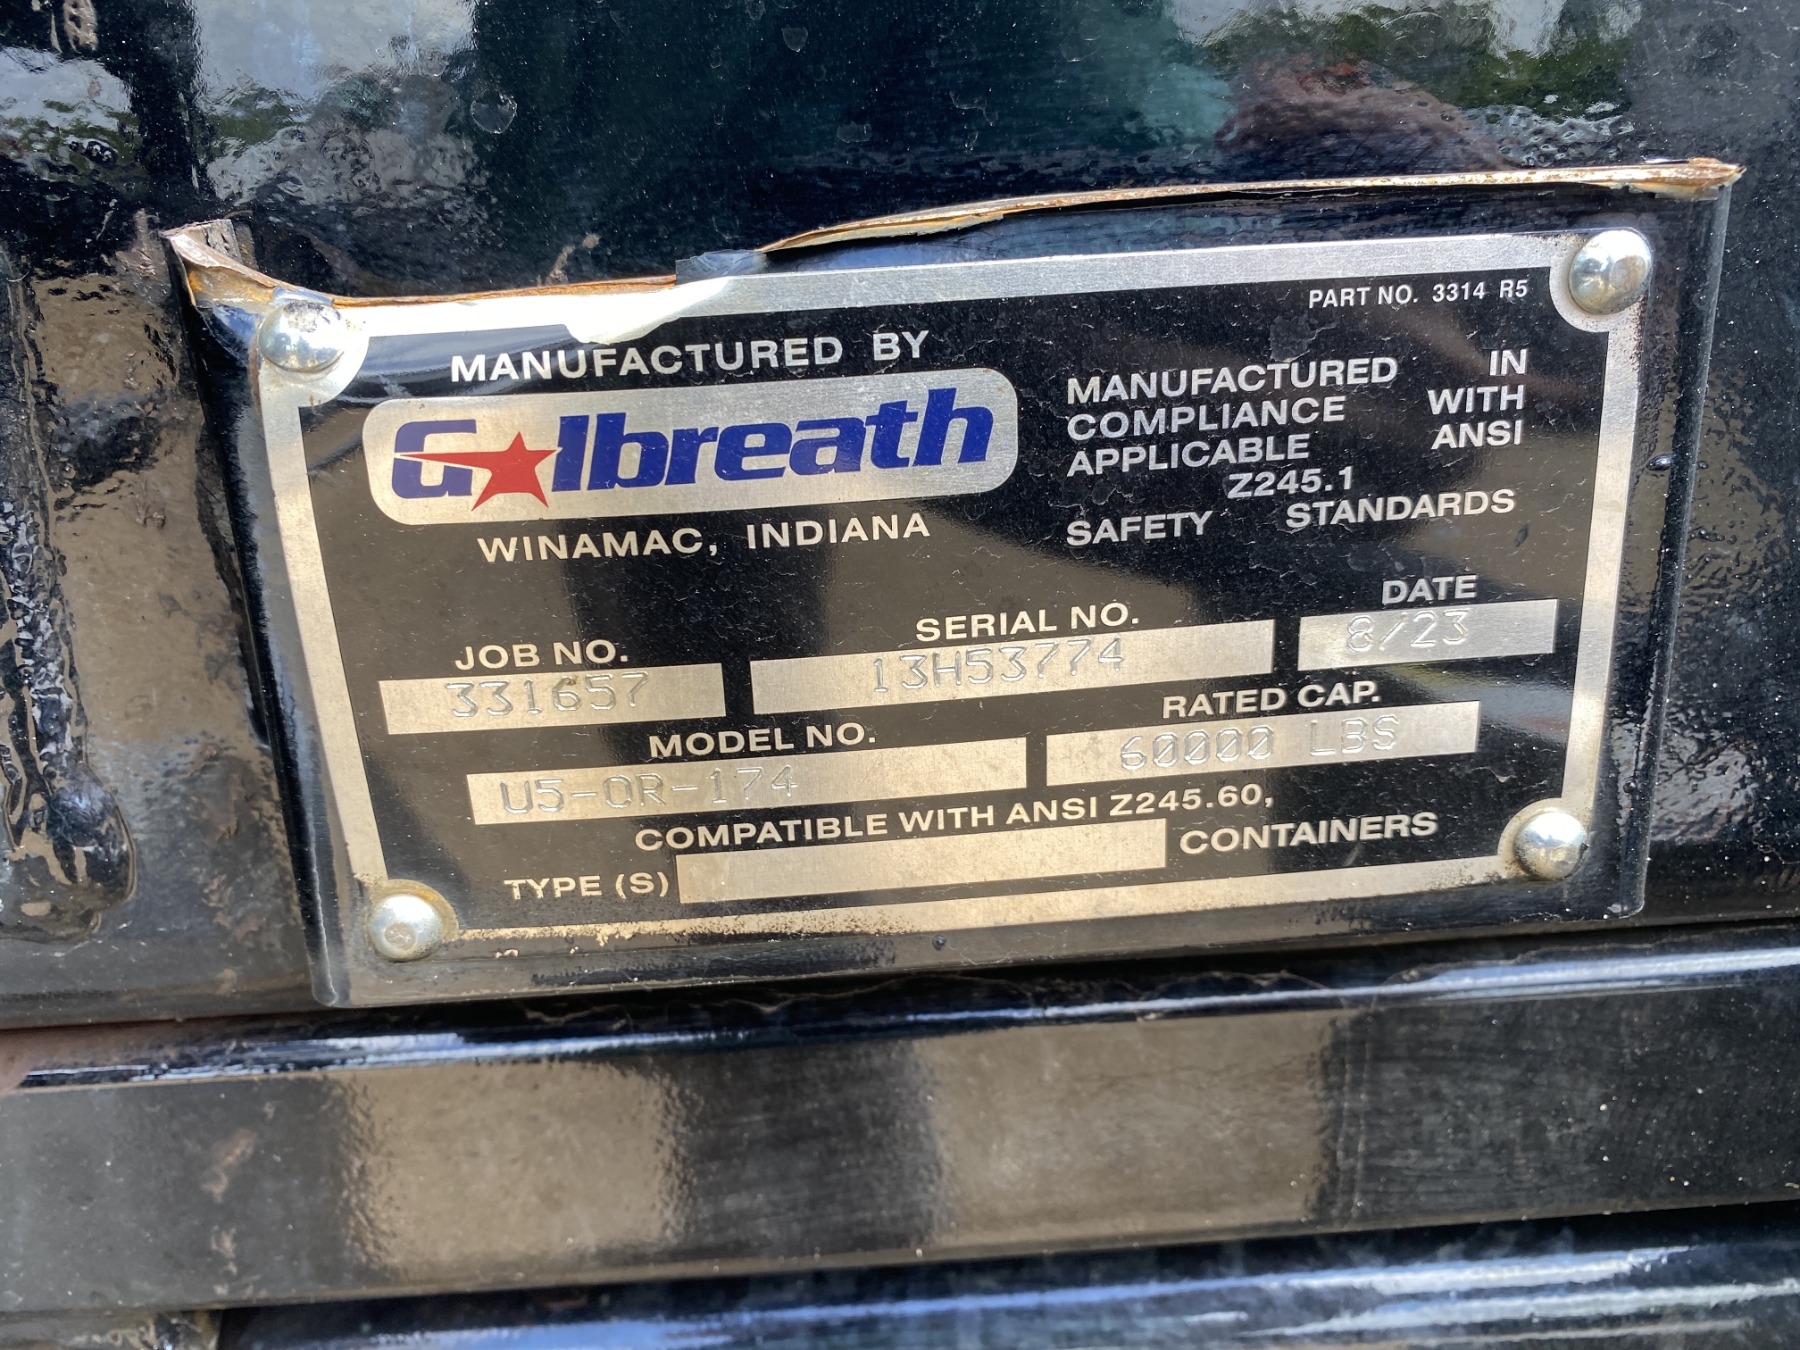 PART NO. 3314 R5
MANUFACTURED BY
Galbreath
WINAMAC, INDIANA
MANUFACTURED IN
COMPLIANCE WITH
APPLICABLE ANSI
Z245.1
SAFETY STANDARDS
JOB NO.
331657
SERIAL NO.
13H53774
DATE
8/23
MODEL NO.
U5-OR-174
RATED CAP.
60000 LBS
COMPATIBLE WITH ANSI Z245.60,
TYPE (S) CONTAINERS